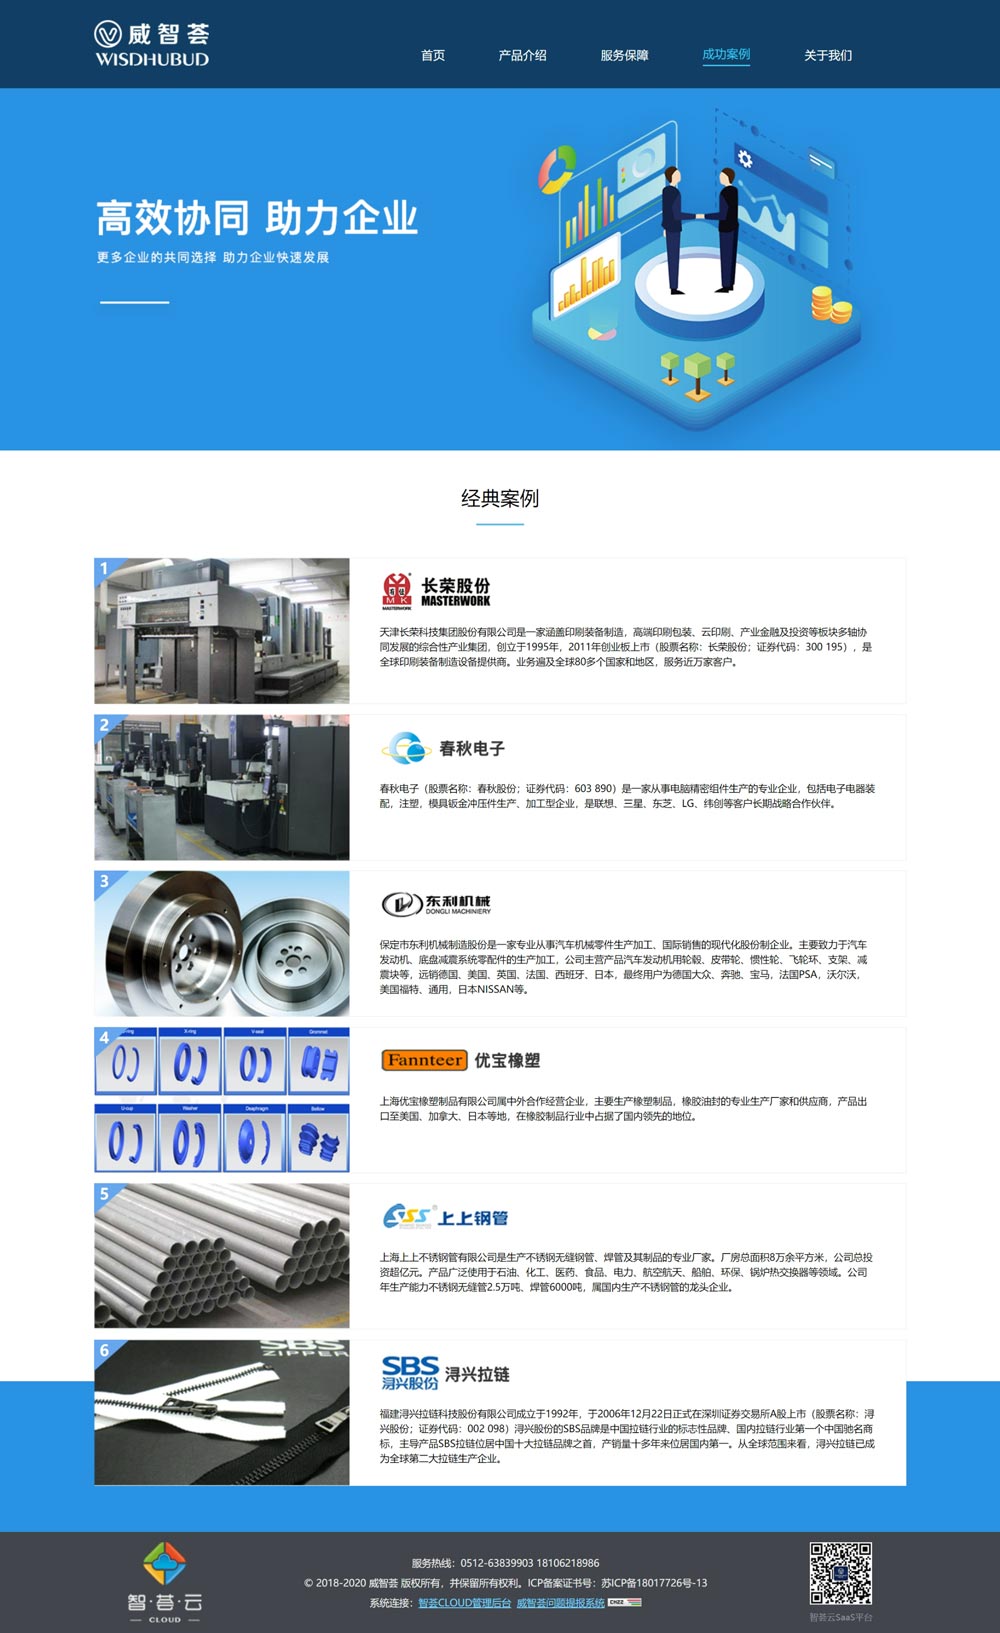 威智荟
WISDHUBUD
首页 产品介绍 服务保障 成功案例 关于我们
高效协同 助力企业
更多企业的共同选择 助力企业快速发展
经典案例
1
长荣股份
MK MASTERWORK
MASTERWORK
天津长荣科技集团股份有限公司是一家涵盖印刷装备制造，高端印刷包装、云印刷、产业金融及投资等板块多轴协
同发展的综合性产业集团，创立于1995年，2011年创业板上市（股票名称：长荣股份；证券代码：300 195），是
全球印刷装备制造设备提供商。业务遍及全球80多个国家和地区，服务近万家客户。
2
春秋电子
春秋电子（股票名称：春秋股份；证券代码：603 890）是一家从事电脑精密组件生产的专业企业，包括电子电器装
配，注塑，模具钣金冲压件生产、加工型企业，是联想、三星、东芝、LG、纬创等客户长期战略合作伙伴。
3
东利机械
DONGLI MACHINERY
保定市东利机械制造股份是一家专业从事汽车机械零件生产加工、国际销售的现代化股份制企业。主要致力于汽车
发动机、底盘减震系统零配件的生产加工，公司主营产品汽车发动机用轮毂、皮带轮、惯性轮、飞轮环、支架、减
震块等，远销德国、美国、英国、法国、西班牙、日本，最终用户为德国大众、奔驰、宝马，法国PSA，沃尔沃，
美国福特、通用，日本NISSAN等。
4
X-ring V-seal Grommet
U-cup Washer Diaphragm Bellow
Fannteer 优宝橡塑
上海优宝橡塑制品有限公司属中外合作经营企业，主要生产橡塑制品，橡胶油封的专业生产厂家和供应商，产品出
口至美国、加拿大、日本等地，在橡胶制品行业中占据了国内领先的地位。
5
SSS 上上钢管
上海上上不锈钢管有限公司是生产不锈钢无缝钢管、焊管及其制品的专业厂家。厂房总面积8万余平方米，公司总投
资超亿元。产品广泛使用于石油、化工、医药、食品、电力、航空航天、船舶、环保、锅炉热交换器等领域。公司
年生产能力不锈钢无缝管2.5万吨、焊管6000吨，属国内生产不锈钢管的龙头企业。
6
SBS
ZIPPER
SBS
浔兴股份 浔兴拉链
福建浔兴拉链科技股份有限公司成立于1992年，于2006年12月22日正式在深圳证券交易所A股上市（股票名称：浔
兴股份；证券代码：002 098）浔兴股份的SBS品牌是中国拉链行业的标志性品牌、国内拉链行业第一个中国驰名商
标，主导产品SBS拉链位居中国十大拉链品牌之首，产销量十多年来位居国内第一。从全球范围来看，浔兴拉链已成
为全球第二大拉链生产企业。
智·荟·云
CLOUD
服务热线：0512-63839903 18106218986
© 2018-2020 威智荟 版权所有，并保留所有权利。ICP备案证书号：苏ICP备18017726号-13
系统连接：智荟CLOUD管理后台 威智荟问题提报系统 CNZZ
智荟云SaaS平台